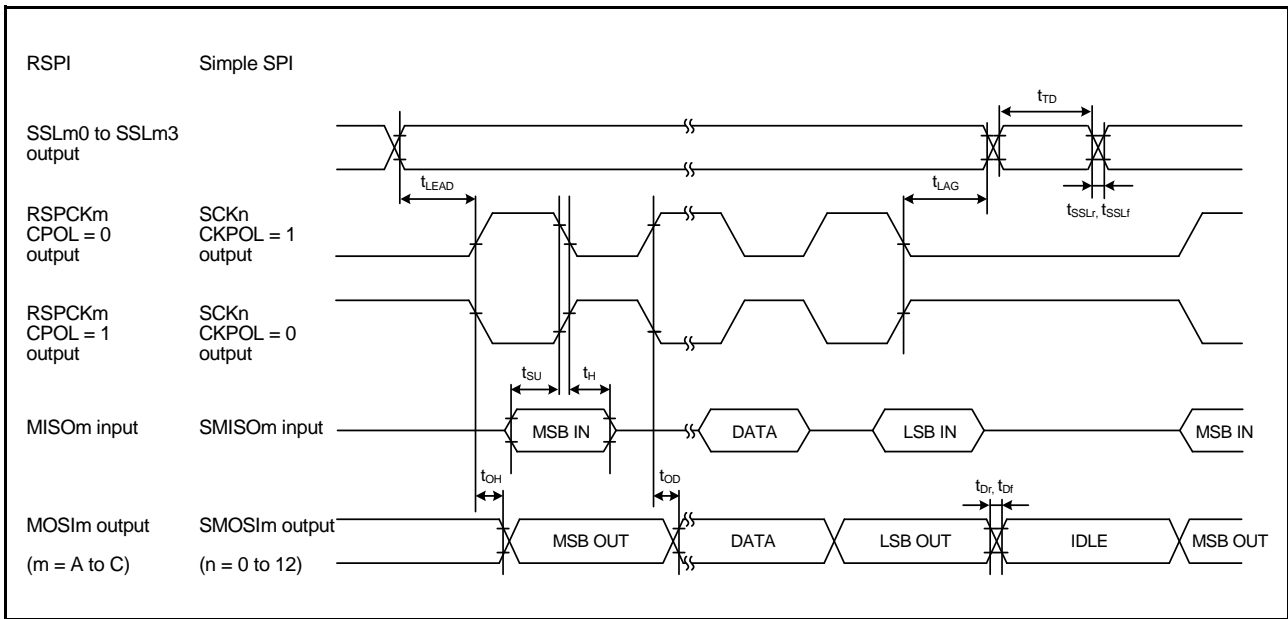 RSPI Simple SPI
tTD
SSLm0 to SSLm3
output
tLEAD tLAG
tSSLr, tSSLf
RSPCKm SCKn
CPOL = 0 CKPOL = 1
output output
RSPCKm SCKn
CPOL = 1 CKPOL = 0
output output
tSU tH
MISOm input SMISOm input MSB IN DATA LSB IN MSB IN
tOH tOD tDr, tDf
MOSIm output SMOSIm output MSB OUT DATA LSB OUT IDLE MSB OUT
(m = A to C) (n = 0 to 12)